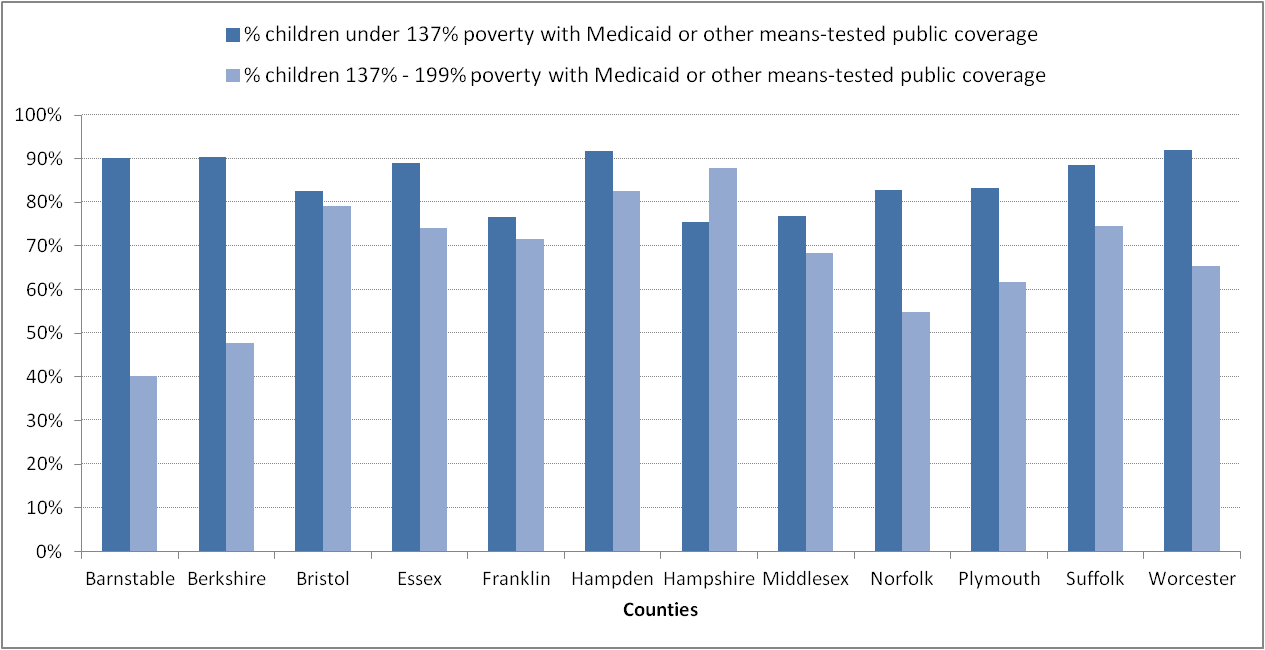 % children under 137% poverty with Medicaid or other means-tested public coverage
% children 137% - 199% poverty with Medicaid or other means-tested public coverage
100%
90%
80%
70%
60%
50%
40%
30%
20%
10%
0%
Barnstable Berkshire Bristol Essex Franklin Hampden Hampshire Middlesex Norfolk Plymouth Suffolk Worcester
Counties